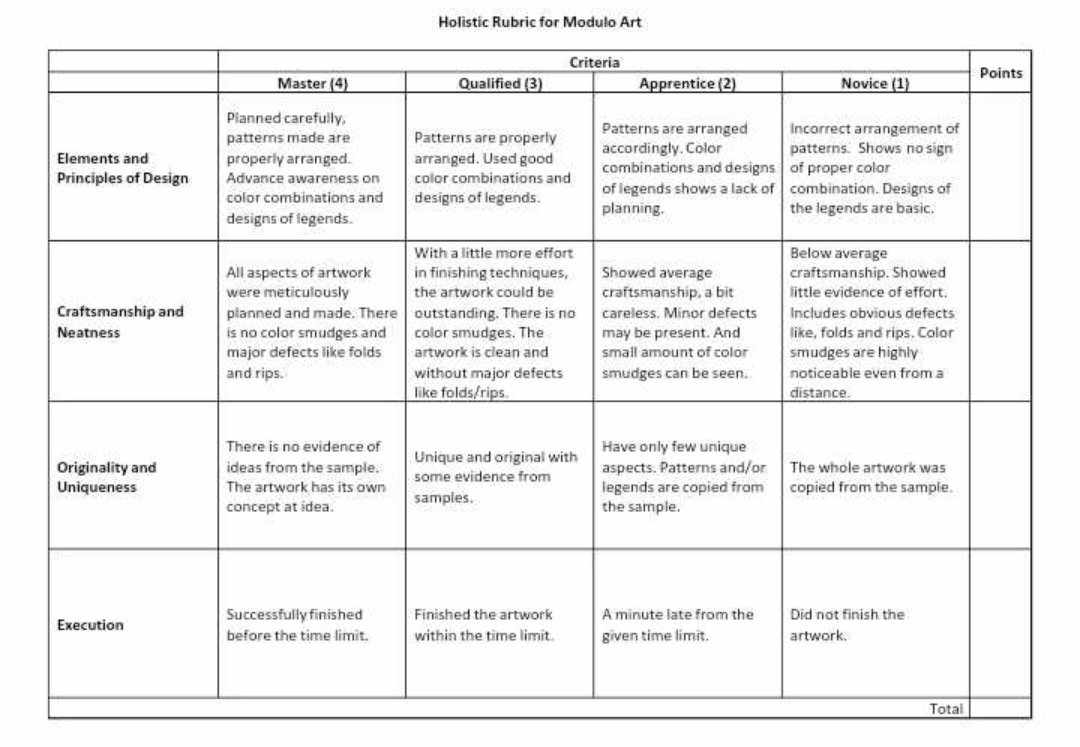 Holistic Rubric for Modulo Art
Criteria
Points
Master (4)
Qualified (3)
Apprentice (2)
Novice (1)
Elements and
Principles of Design
Planned carefully,
patterns made are
properly arranged.
Advance awareness on
color combinations and
designs of legends.
Patterns are properly
arranged. Used good
color combinations and
designs of legends.
Patterns are arranged
accordingly. Color
combinations and designs
of legends shows a lack of
planning.
Incorrect arrangement of
patterns.  Shows no sign
of proper color
combination. Designs of
the legends are basic.
Craftsmanship and
Neatness
All aspects of artwork
were meticulously
planned and made. There
is no color smudges and
major defects like folds
and rips.
With a little more effort
in finishing techniques,
the artwork could be
outstanding. There is no
color smudges. The
artwork is clean and
without major defects
like folds/rips.
Showed average
craftsmanship, a bit
careless. Minor defects
may be present. And
small amount of color
smudges can be seen.
Below average
craftsmanship. Showed
little evidence of effort.
Includes obvious defects
like, folds and rips. Color
smudges are highly
noticeable even from a
distance.
Originality and
Uniqueness
There is no evidence of
ideas from the sample.
The artwork has its own
concept at idea.
Unique and original with
some evidence from
samples.
Have only few unique
aspects. Patterns and/or
legends are copied from
the sample.
The whole artwork was
copied from the sample.
Execution
Successfully finished
before the time limit.
Finished the artwork
within the time limit.
A minute late from the
given time limit.
Did not finish the
artwork.
Total